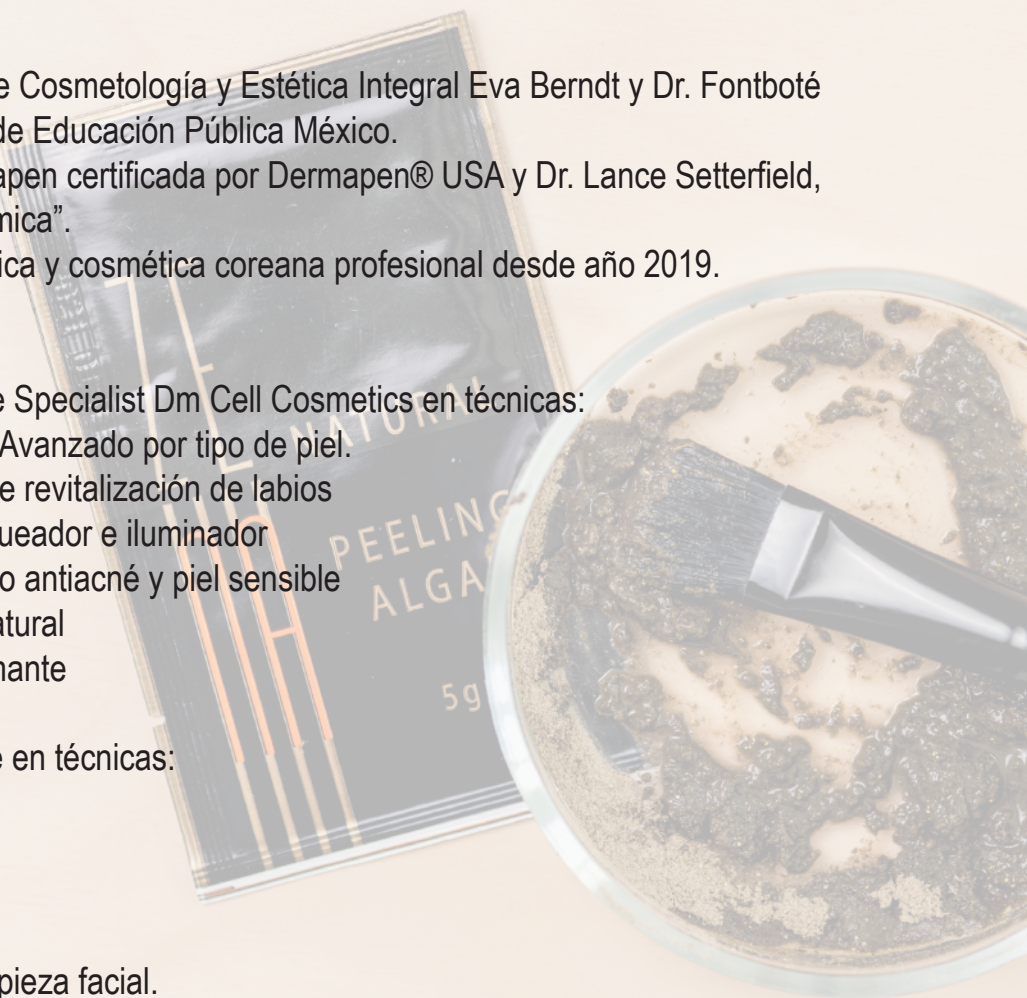 e Cosmetología y Estética Integral Eva Berndt y Dr. Fontboté
de Educación Pública México.
apen certificada por Dermapen® USA y Dr. Lance Setterfield,
mica”.
ica y cosmética coreana profesional desde año 2019.
e Specialist Dm Cell Cosmetics en técnicas:
Avanzado por tipo de piel.
e revitalización de labios
ueador e iluminador
o antiacné y piel sensible
atural
nante
e en técnicas:
pieza facial.
NATURAL
PEELING
ALGA
5g